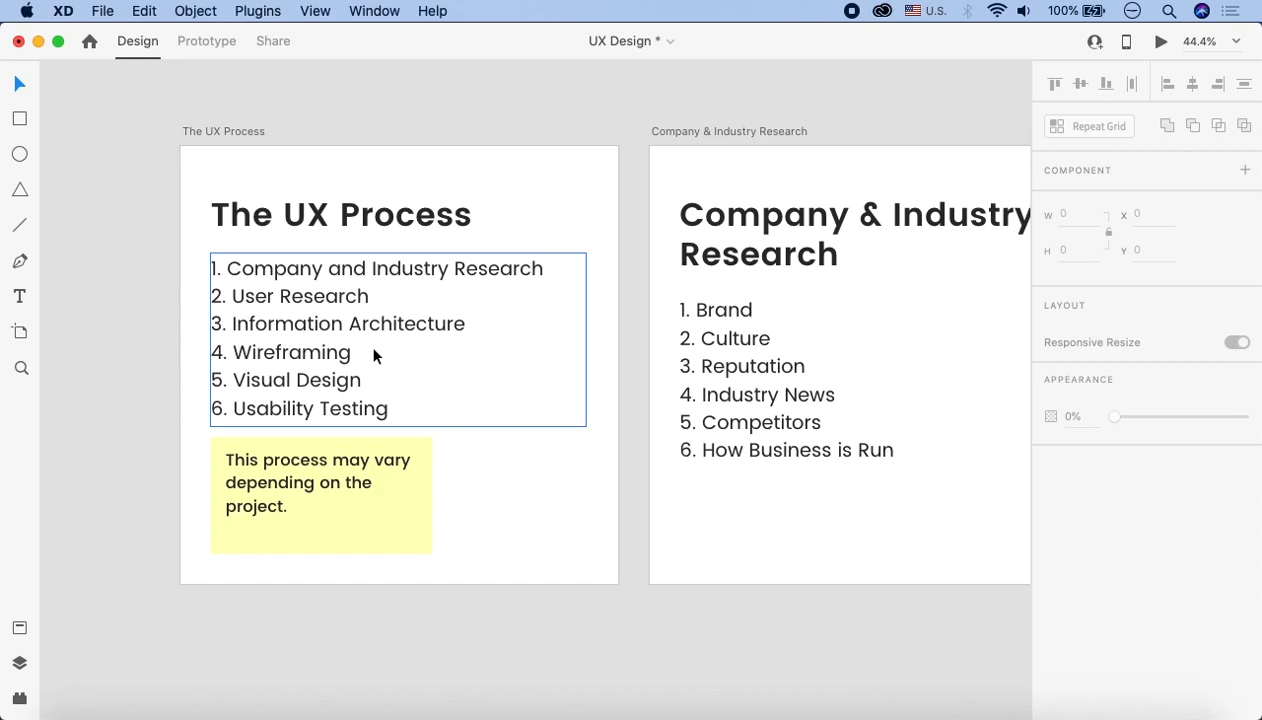 XD File Edit Object Plugins View Window Help U.S. 100%
Design Prototype Share UX Design * 44.4%
The UX Process
The UX Process
1. Company and Industry Research
2. User Research
3. Information Architecture
4. Wireframing
5. Visual Design
6. Usability Testing
This process may vary
depending on the
project.
Company & Industry Research
Company & Industry
Research
1. Brand
2. Culture
3. Reputation
4. Industry News
5. Competitors
6. How Business is Run
Repeat Grid
COMPONENT
W 0 X 0
H 0 Y 0
LAYOUT
Responsive Resize
APPEARANCE
0%